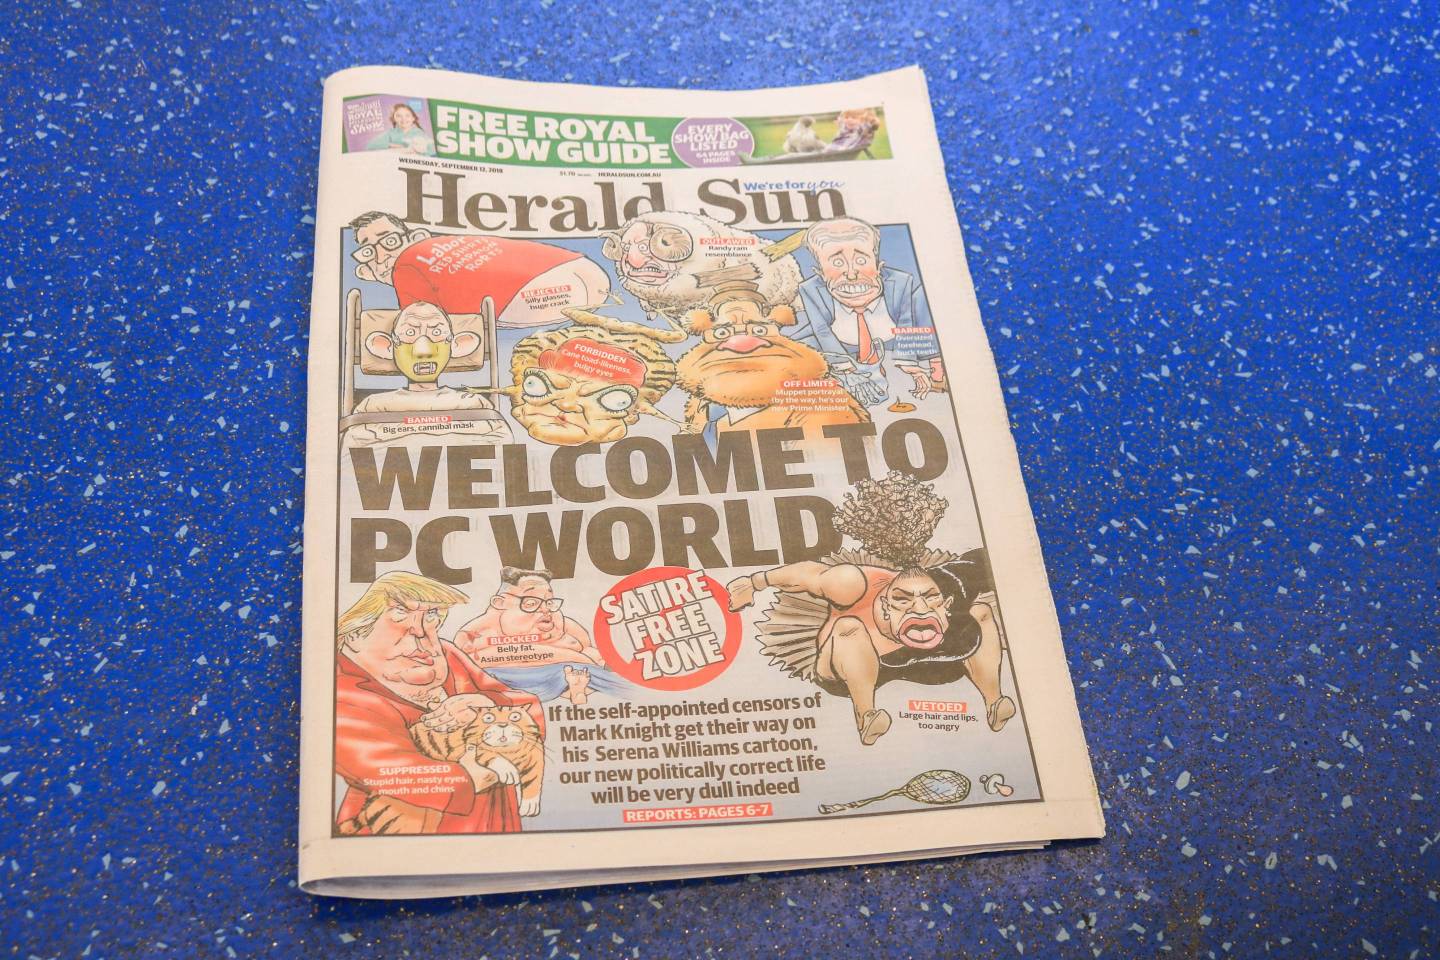 FREE ROYAL
SHOW GUIDE
EVERY
SHOW BAG
LISTED
64 PAGES
INSIDE
WEDNESDAY, SEPTEMBER 12, 2018
$1.70
HERALDSUN.COM.AU
Herald Sun
We're for you
Labor
RED SHIRTS
CAMPAIGN
RORTS
REJECTED
Silly glasses,
huge crack
OUTLAWED
Randy ram
resemblance
BARRED
Oversized
forehead,
buck teeth
FORBIDDEN
Cane toad-likeness,
bulgy eyes
OFF LIMITS
Muppet portrayal
(by the way, he's our
new Prime Minister)
BANNED
Big ears, cannibal mask
WELCOME TO
PC WORLD
SATIRE
FREE
ZONE
BLOCKED
Belly fat,
Asian stereotype
If the self-appointed censors of
Mark Knight get their way on
his Serena Williams cartoon,
our new politically correct life
will be very dull indeed
REPORTS: PAGES 6-7
VETOED
Large hair and lips,
too angry
SUPPRESSED
Stupid hair, nasty eyes,
mouth and chins